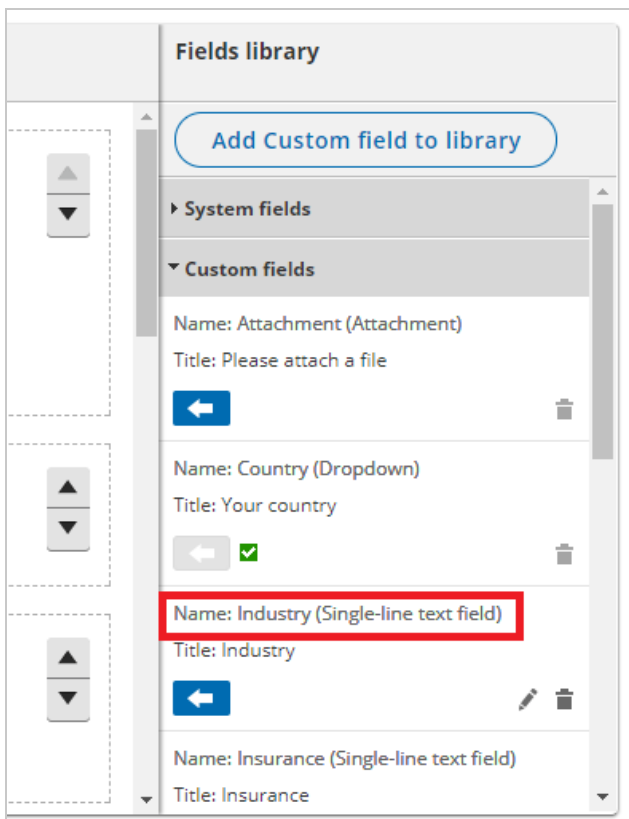 Fields library
Add Custom field to library
System fields
Custom fields
Name: Attachment (Attachment)
Title: Please attach a file
Name: Country (Dropdown)
Title: Your country
Name: Industry (Single-line text field)
Title: Industry
Name: Insurance (Single-line text field)
Title: Insurance